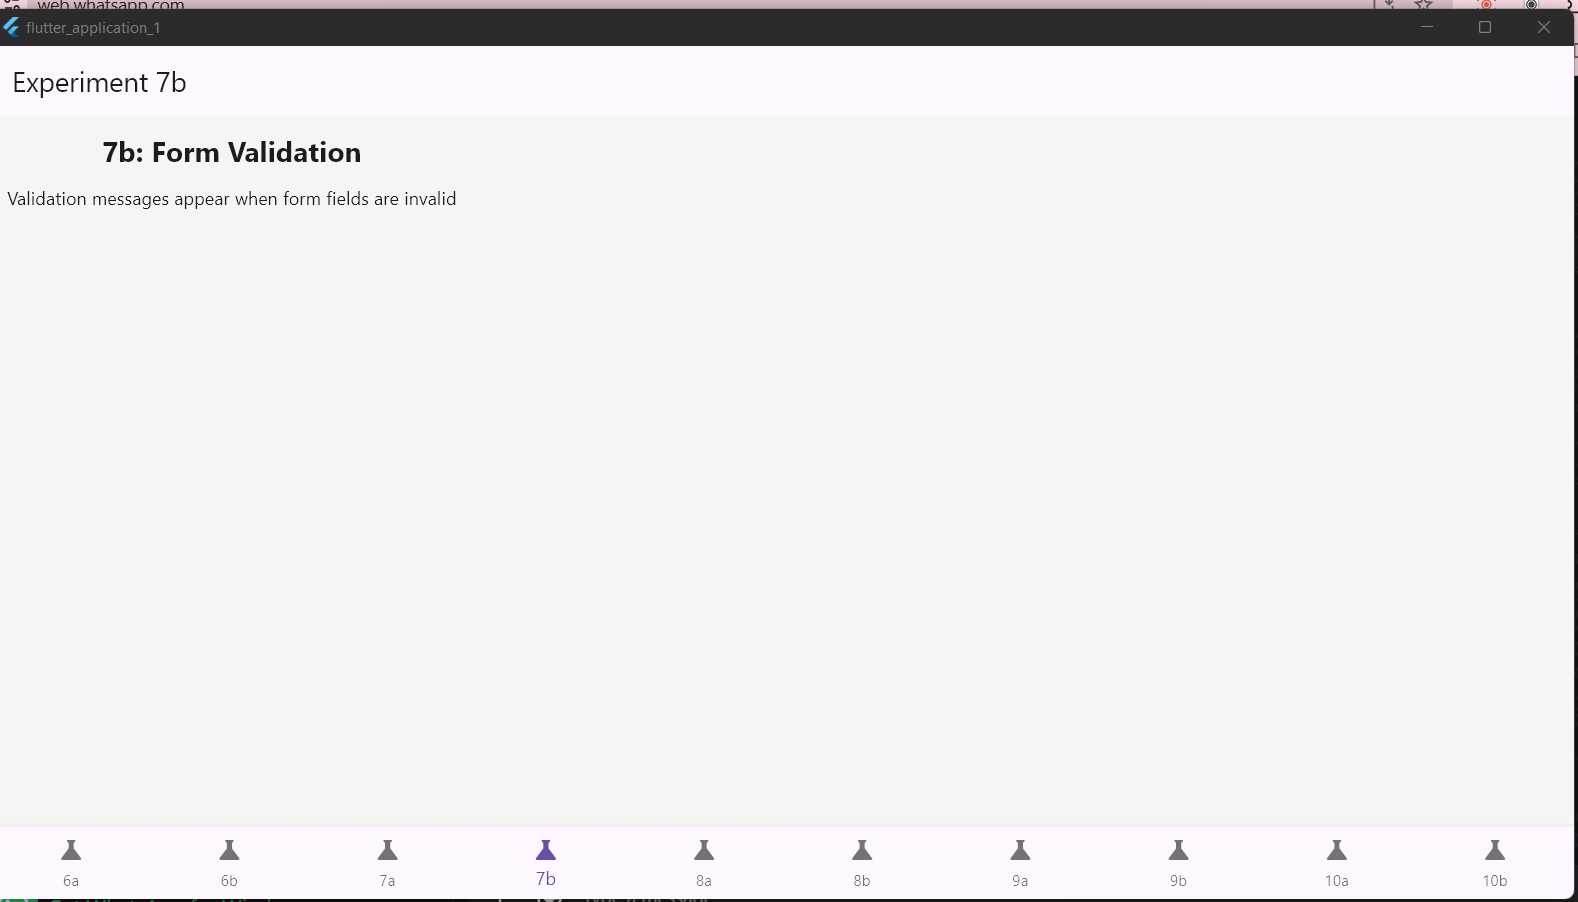 web.whatsapp.com
flutter_application_1
Experiment 7b
7b: Form Validation
Validation messages appear when form fields are invalid
6a
6b
7a
7b
8a
8b
9a
9b
10a
10b